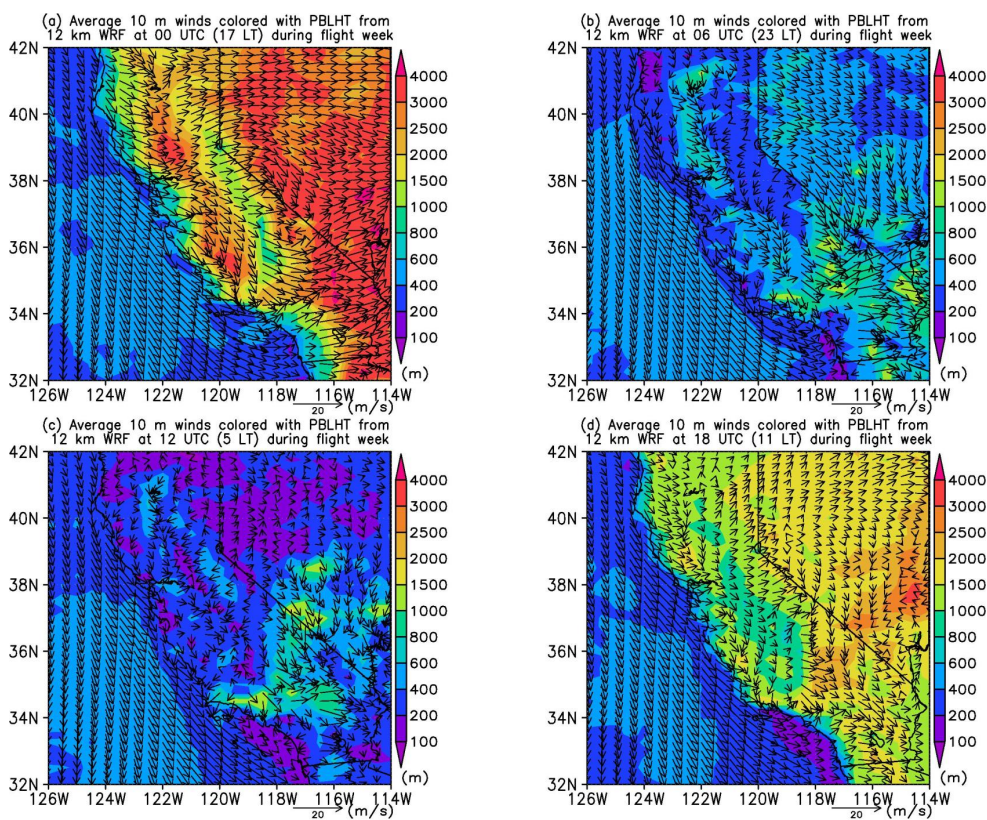 (a) Average 10 m winds colored with PBLHT from
12 km WRF at 00 UTC (17 LT) during flight week
42N
40N
38N
36N
34N
32N
126W 124W 122W 120W 118W 116W 114W
20 (m/s)
4000
3000
2500
2000
1500
1000
800
600
400
200
100
(m)
(b) Average 10 m winds colored with PBLHT from
12 km WRF at 06 UTC (23 LT) during flight week
42N
40N
38N
36N
34N
32N
126W 124W 122W 120W 118W 116W 114W
20 (m/s)
4000
3000
2500
2000
1500
1000
800
600
400
200
100
(m)
(c) Average 10 m winds colored with PBLHT from
12 km WRF at 12 UTC (5 LT) during flight week
42N
40N
38N
36N
34N
32N
126W 124W 122W 120W 118W 116W 114W
20 (m/s)
4000
3000
2500
2000
1500
1000
800
600
400
200
100
(m)
(d) Average 10 m winds colored with PBLHT from
12 km WRF at 18 UTC (11 LT) during flight week
42N
40N
38N
36N
34N
32N
126W 124W 122W 120W 118W 116W 114W
20 (m/s)
4000
3000
2500
2000
1500
1000
800
600
400
200
100
(m)